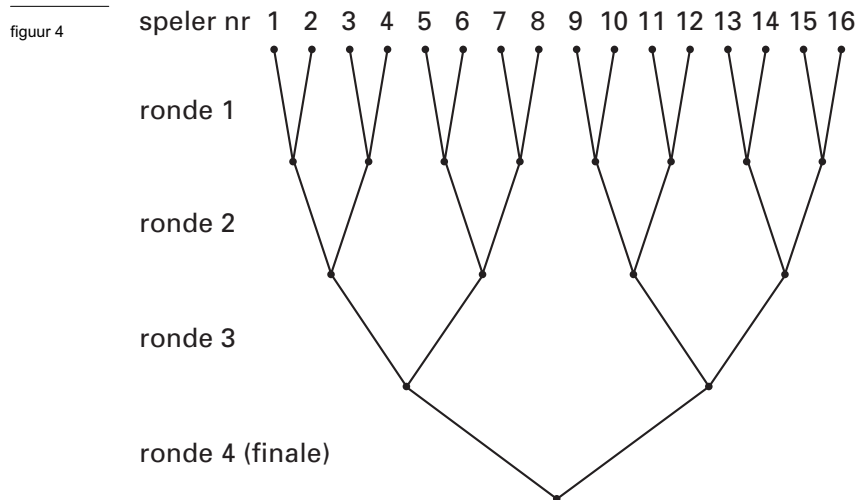 figuur 4
speler nr 1 2 3 4 5 6 7 8 9 10 11 12 13 14 15 16
ronde 1
ronde 2
ronde 3
ronde 4 (finale)